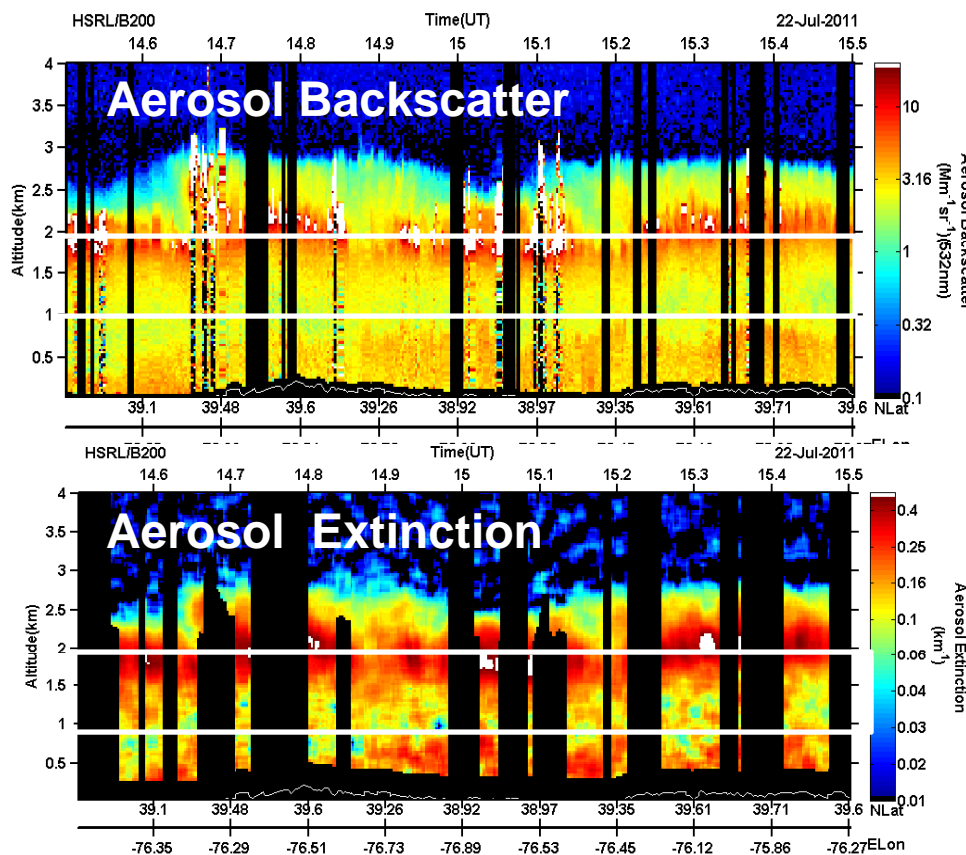 HSRL/B200 Time(UT) 22-Jul-2011
14.6 14.7 14.8 14.9 15 15.1 15.2 15.3 15.4 15.5
Aerosol Backscatter
4
3.5
3
2.5
2
1.5
1
0.5
Altitude(km)
10
3.16
1
0.32
0.1
Aerosol Backscatter
(Mm⁻¹sr⁻¹)(532nm)
39.1 39.48 39.6 39.26 38.92 38.97 39.35 39.61 39.71 39.6 NLat
ELon
HSRL/B200 Time(UT) 22-Jul-2011
14.6 14.7 14.8 14.9 15 15.1 15.2 15.3 15.4 15.5
Aerosol Extinction
4
3.5
3
2.5
2
1.5
1
0.5
Altitude(km)
0.4
0.25
0.16
0.1
0.06
0.04
0.03
0.02
0.01
Aerosol Extinction
(km⁻¹)
39.1 39.48 39.6 39.26 38.92 38.97 39.35 39.61 39.71 39.6 NLat
-76.35 -76.29 -76.51 -76.73 -76.89 -76.53 -76.45 -76.12 -75.86 -76.27 ELon